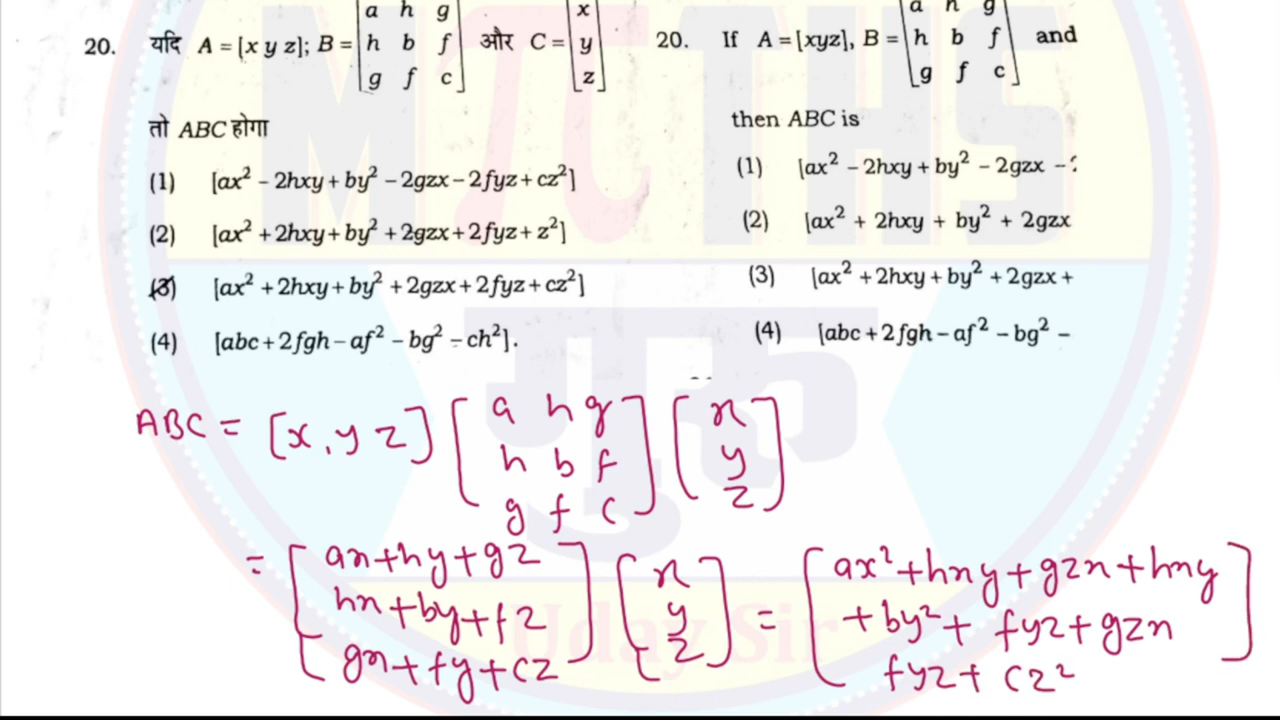 20. यदि A = [x y z]; B = [a h g
h b f
g f c] और C = [x
y
z]
तो ABC होगा
(1) [ax² - 2hxy + by² - 2gzx - 2fyz + cz²]
(2) [ax² + 2hxy + by² + 2gzx + 2fyz + z²]
(3) [ax² + 2hxy + by² + 2gzx + 2fyz + cz²]
(4) [abc + 2fgh - af² - bg² - ch²].
20. If A = [xyz], B = [a h g
h b f
g f c] and
then ABC is
(1) [ax² - 2hxy + by² - 2gzx -
(2) [ax² + 2hxy + by² + 2gzx
(3) [ax² + 2hxy + by² + 2gzx +
(4) [abc + 2fgh - af² - bg² -
ABC = [x, y z] [a h g
h b f
g f c] [x
y
z]
= [ax+hy+gz
hx+by+fz
gx+fy+cz] [x
y
z] = [ax²+hxy+gzx+hxy
+by²+ fyz+gzx
fyz+ cz²]
MATHS
गुरु
Uday Sir